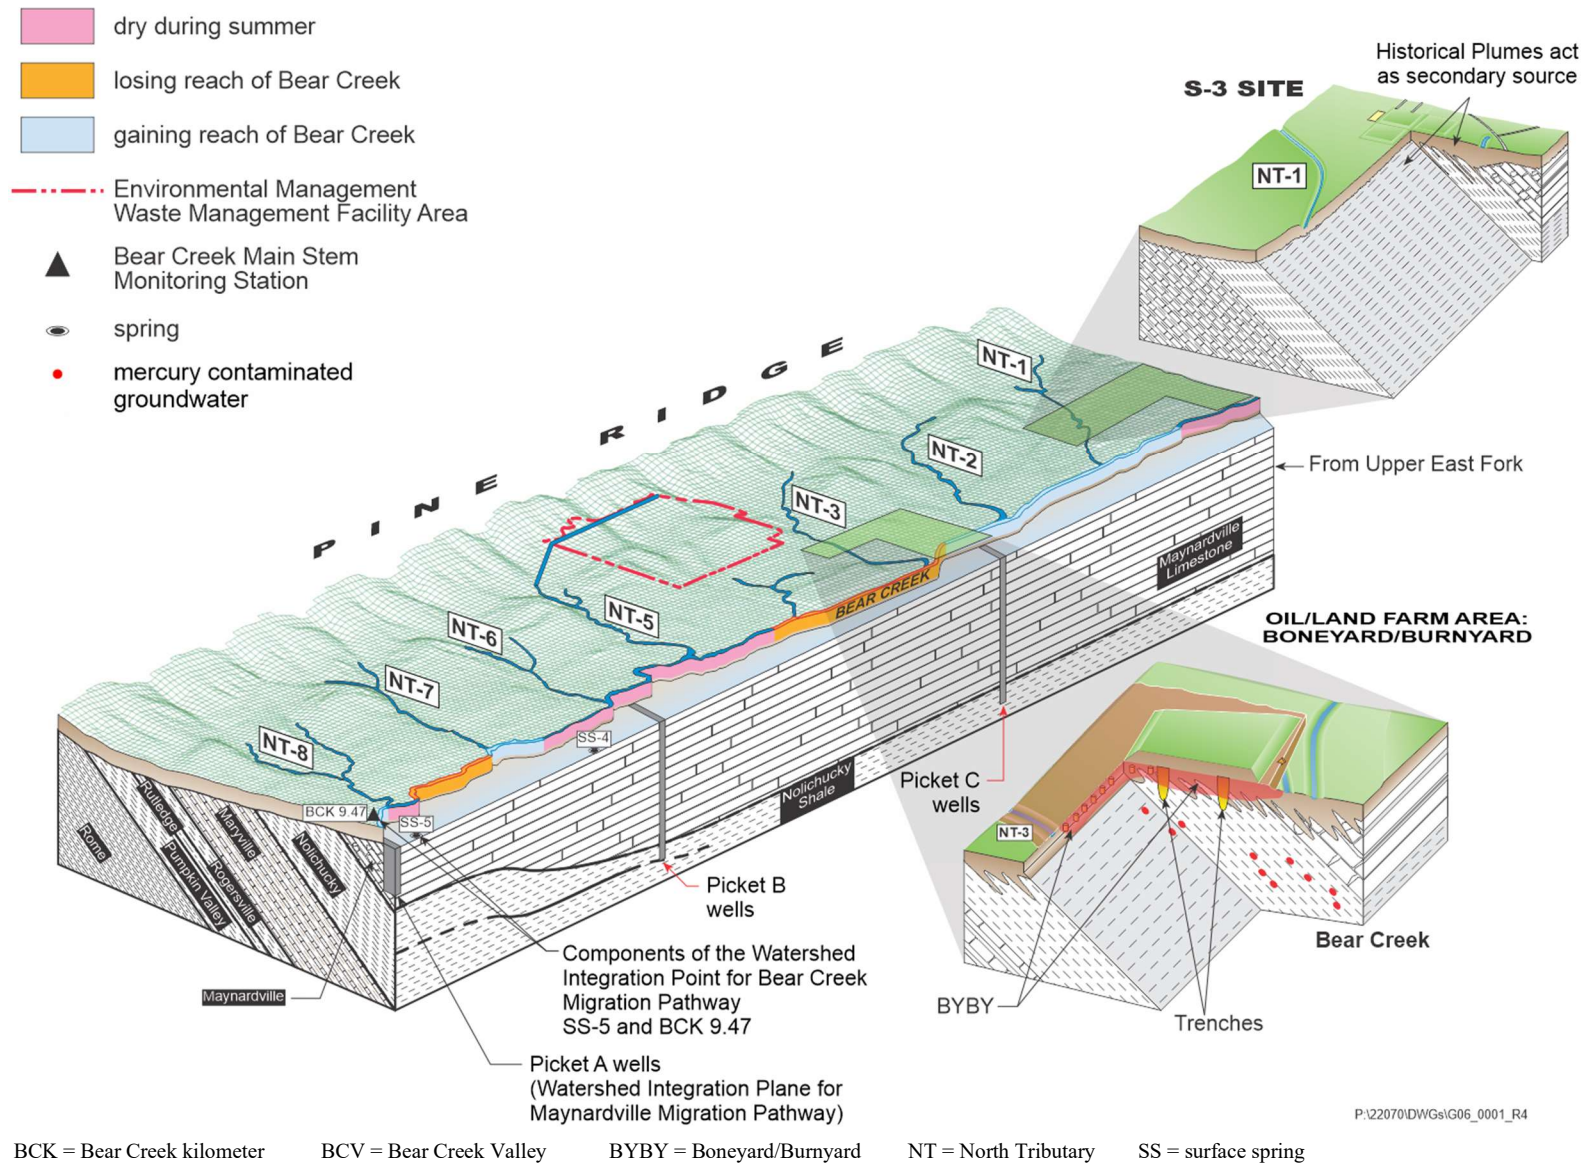 dry during summer
losing reach of Bear Creek
gaining reach of Bear Creek
Environmental Management
Waste Management Facility Area
Bear Creek Main Stem
Monitoring Station
spring
mercury contaminated
groundwater
Historical Plumes act
as secondary source
S-3 SITE
NT-1
PINE RIDGE
NT-1
NT-2
NT-3
NT-5
NT-6
NT-7
NT-8
BEAR CREEK
From Upper East Fork
Maynardville
Limestone
OIL/LAND FARM AREA:
BONEYARD/BURNYARD
SS-4
BCK 9.47
SS-5
Nolichucky
Shale
Picket C
wells
Rome
Rutledge
Pumpkin Valley
Maryville
Rogersville
Nolichucky
Maynardville
Picket B
wells
NT-3
Bear Creek
BYBY
Trenches
Components of the Watershed
Integration Point for Bear Creek
Migration Pathway
SS-5 and BCK 9.47
Picket A wells
(Watershed Integration Plane for
Maynardville Migration Pathway)
P:\22070\DWGs\G06_0001_R4
BCK = Bear Creek kilometer BCV = Bear Creek Valley BYBY = Boneyard/Burnyard NT = North Tributary SS = surface spring